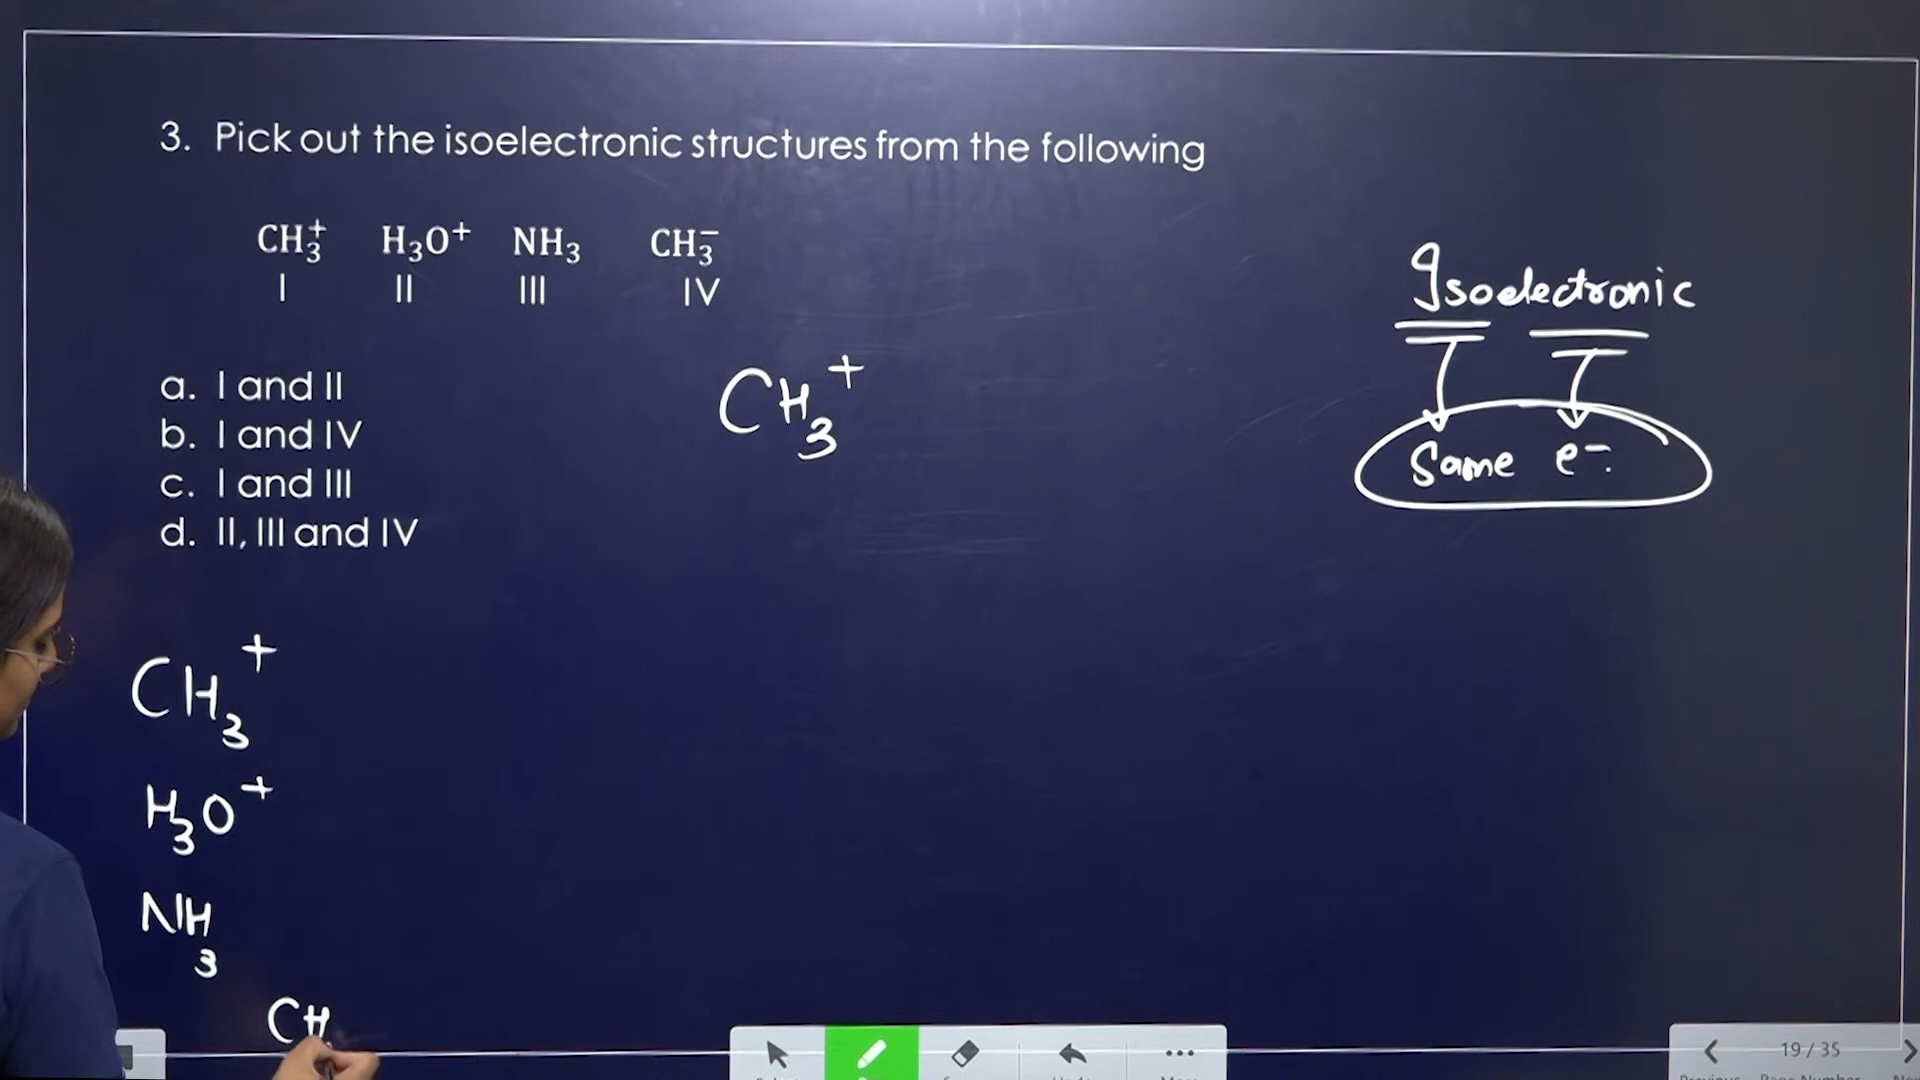 3. Pick out the isoelectronic structures from the following
CH₃⁺ H₃O⁺ NH₃ CH₃⁻
I II III IV
a. I and II
b. I and IV
c. I and III
d. II, III and IV
CH₃⁺
Isoelectronic
Same e⁻.
CH₃⁺
H₃O⁺
NH₃
CH
19 / 35